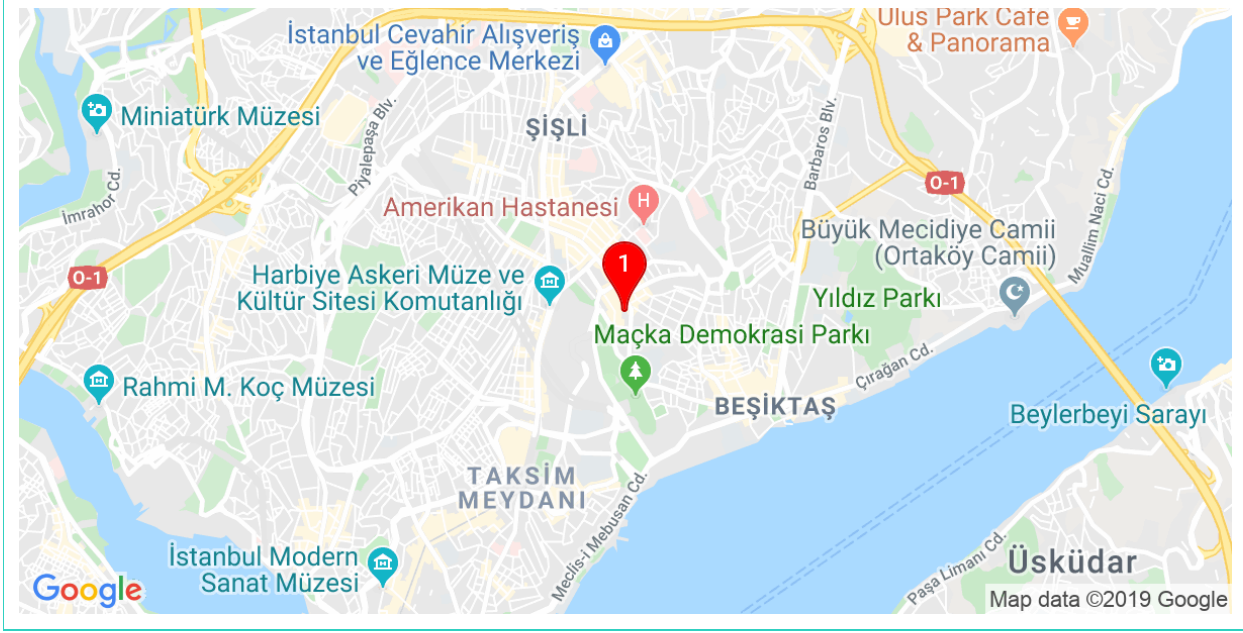 Ulus Park Cafe
& Panorama
İstanbul Cevahir Alışveriş
ve Eğlence Merkezi
Miniatürk Müzesi
ŞİŞLİ
Piyalepaşa Blv.
Barbaros Blv.
O-1
İmrahor Cd.
Muallim Naci Cd.
Amerikan Hastanesi
H
Büyük Mecidiye Camii
(Ortaköy Camii)
1
O-1
Harbiye Askeri Müze ve
Kültür Sitesi Komutanlığı
Yıldız Parkı
Maçka Demokrasi Parkı
Çırağan Cd.
Rahmi M. Koç Müzesi
BEŞİKTAŞ
Beylerbeyi Sarayı
TAKSİM
MEYDANI
Meclis-i Mebusan Cd.
İstanbul Modern
Sanat Müzesi
Paşa Limanı Cd.
Üsküdar
Google
Map data ©2019 Google